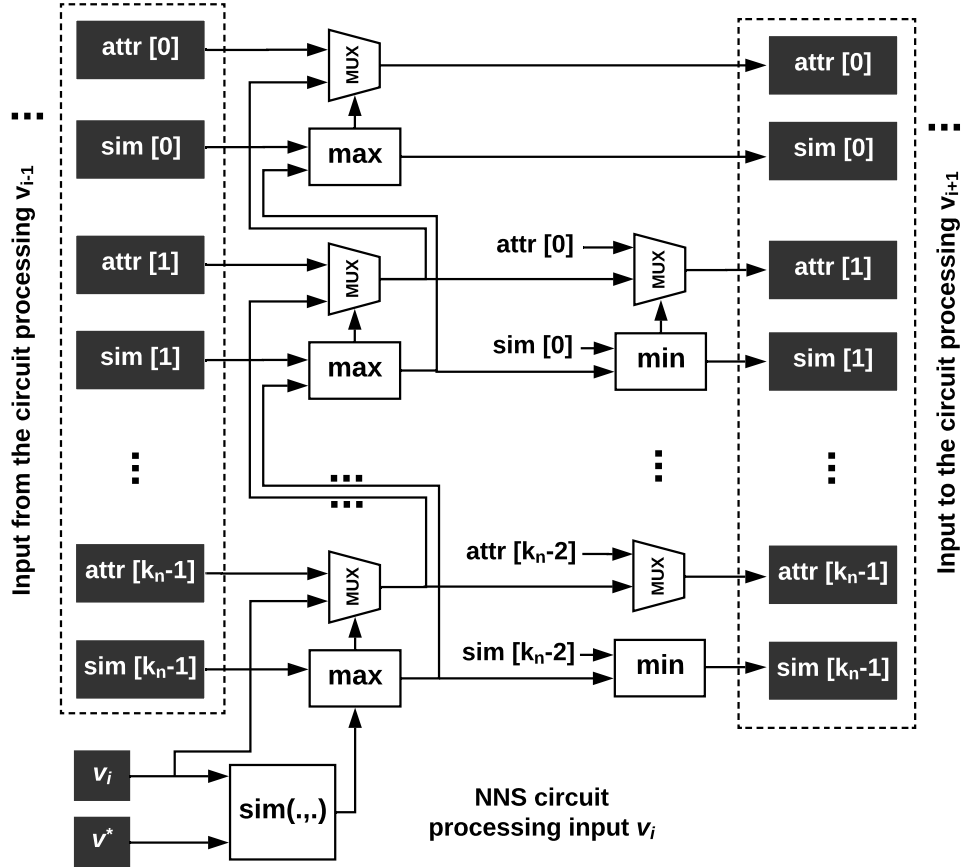 attr [0]
sim [0]
attr [1]
sim [1]
attr [kn-1]
sim [kn-1]
Input from the circuit processing vi-1
MUX
max
MUX
max
MUX
max
attr [0]
MUX
sim [0]
min
attr [kn-2]
MUX
sim [kn-2]
min
attr [0]
sim [0]
attr [1]
sim [1]
attr [kn-1]
sim [kn-1]
Input to the circuit processing vi+1
vi
v*
sim(.,.)
NNS circuit
processing input vi